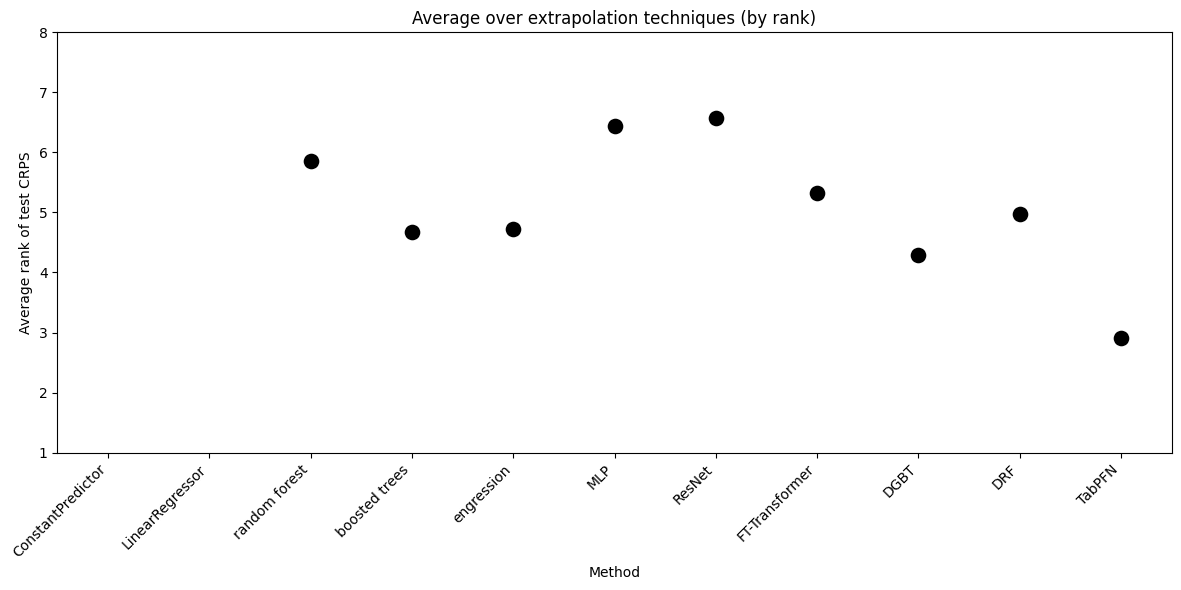 Average over extrapolation techniques (by rank)
8
7
6
5
4
3
2
1
Average rank of test CRPS
ConstantPredictor
LinearRegressor
random forest
boosted trees
engression
MLP
ResNet
FT-Transformer
DGBT
DRF
TabPFN
Method